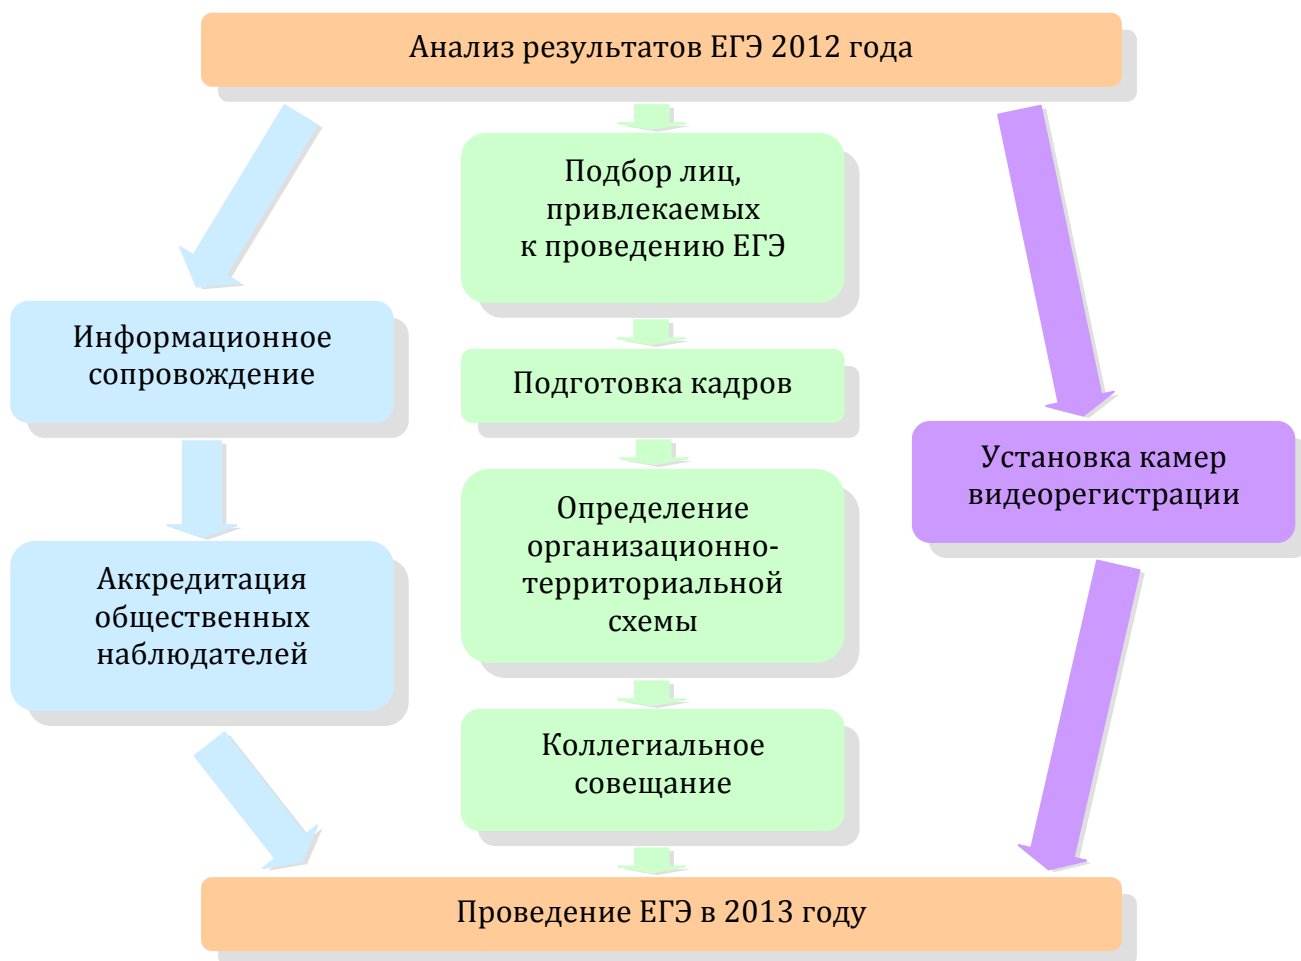 Анализ результатов ЕГЭ 2012 года
Подбор лиц,
привлекаемых
к проведению ЕГЭ
Информационное
сопровождение
Подготовка кадров
Установка камер
видеорегистрации
Определение
организационно-
территориальной
схемы
Аккредитация
общественных
наблюдателей
Коллегиальное
совещание
Проведение ЕГЭ в 2013 году